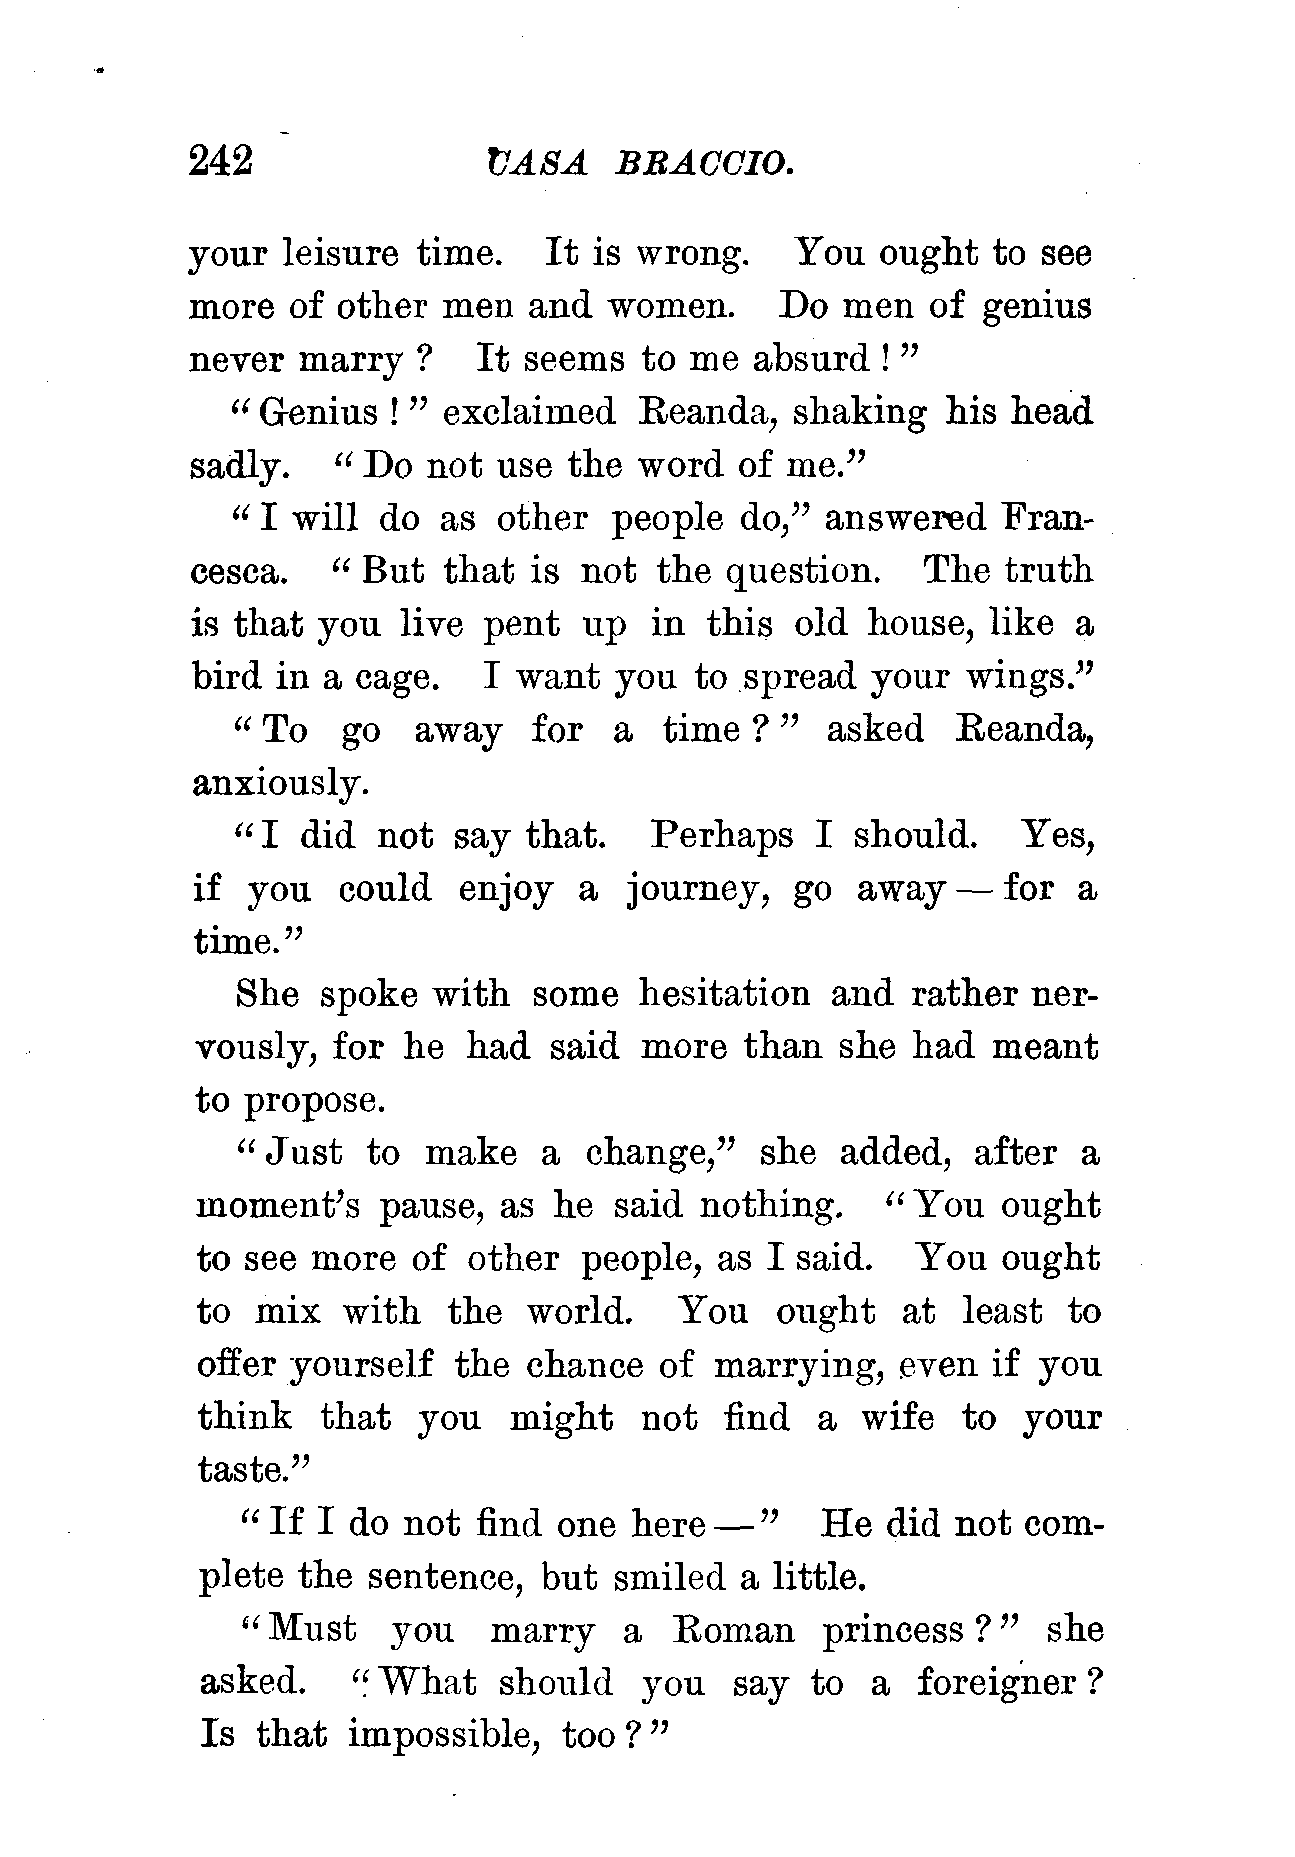 242 CASA BRACCIO.
your leisure time. It is wrong. You ought to see
more of other men and women. Do men of genius
never marry ? It seems to me absurd ! ”
“ Genius ! ” exclaimed Reanda, shaking his head
sadly. “ Do not use the word of me.”
“ I will do as other people do,” answered Fran-
cesca. “ But that is not the question. The truth
is that you live pent up in this old house, like a
bird in a cage. I want you to spread your wings.”
“ To go away for a time ? ” asked Reanda,
anxiously.
“ I did not say that. Perhaps I should. Yes,
if you could enjoy a journey, go away — for a
time.”
She spoke with some hesitation and rather ner-
vously, for he had said more than she had meant
to propose.
“ Just to make a change,” she added, after a
moment’s pause, as he said nothing. “ You ought
to see more of other people, as I said. You ought
to mix with the world. You ought at least to
offer yourself the chance of marrying, even if you
think that you might not find a wife to your
taste.”
“ If I do not find one here — ” He did not com-
plete the sentence, but smiled a little.
“ Must you marry a Roman princess ? ” she
asked. “ What should you say to a foreigner ?
Is that impossible, too ? ”